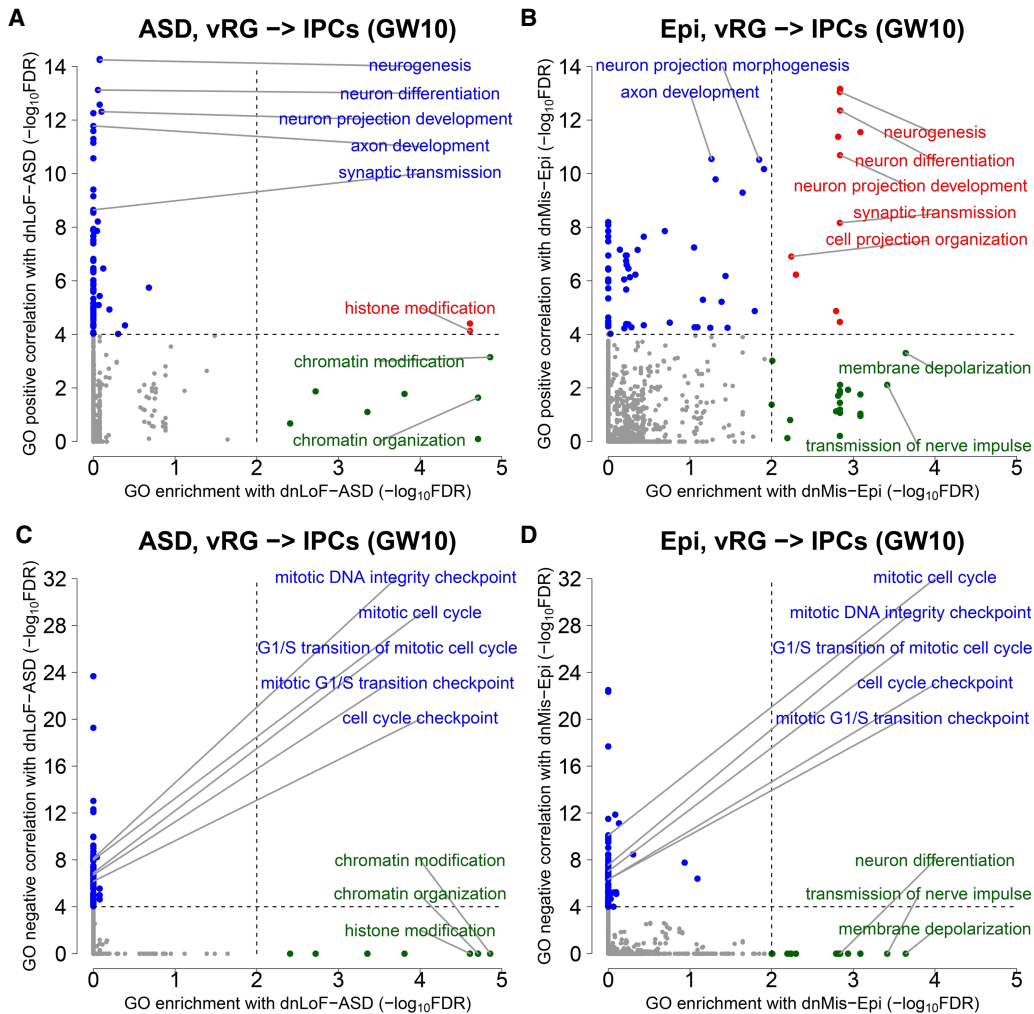 A
ASD, vRG −> IPCs (GW10)
GO positive correlation with dnLoF−ASD (−log10FDR)
14
12
10
8
6
4
2
0
neurogenesis
neuron differentiation
neuron projection development
axon development
synaptic transmission
histone modification
chromatin modification
chromatin organization
0 1 2 3 4 5
GO enrichment with dnLoF−ASD (−log10FDR)
B
Epi, vRG −> IPCs (GW10)
GO positive correlation with dnMis−Epi (−log10FDR)
14
12
10
8
6
4
2
0
neuron projection morphogenesis
axon development
neurogenesis
neuron differentiation
neuron projection development
synaptic transmission
cell projection organization
membrane depolarization
transmission of nerve impulse
0 1 2 3 4 5
GO enrichment with dnMis−Epi (−log10FDR)
C
ASD, vRG −> IPCs (GW10)
GO negative correlation with dnLoF−ASD (−log10FDR)
32
28
24
20
16
12
8
4
0
mitotic DNA integrity checkpoint
mitotic cell cycle
G1/S transition of mitotic cell cycle
mitotic G1/S transition checkpoint
cell cycle checkpoint
chromatin modification
chromatin organization
histone modification
0 1 2 3 4 5
GO enrichment with dnLoF−ASD (−log10FDR)
D
Epi, vRG −> IPCs (GW10)
GO negative correlation with dnMis−Epi (−log10FDR)
32
28
24
20
16
12
8
4
0
mitotic cell cycle
mitotic DNA integrity checkpoint
G1/S transition of mitotic cell cycle
cell cycle checkpoint
mitotic G1/S transition checkpoint
neuron differentiation
transmission of nerve impulse
membrane depolarization
0 1 2 3 4 5
GO enrichment with dnMis−Epi (−log10FDR)